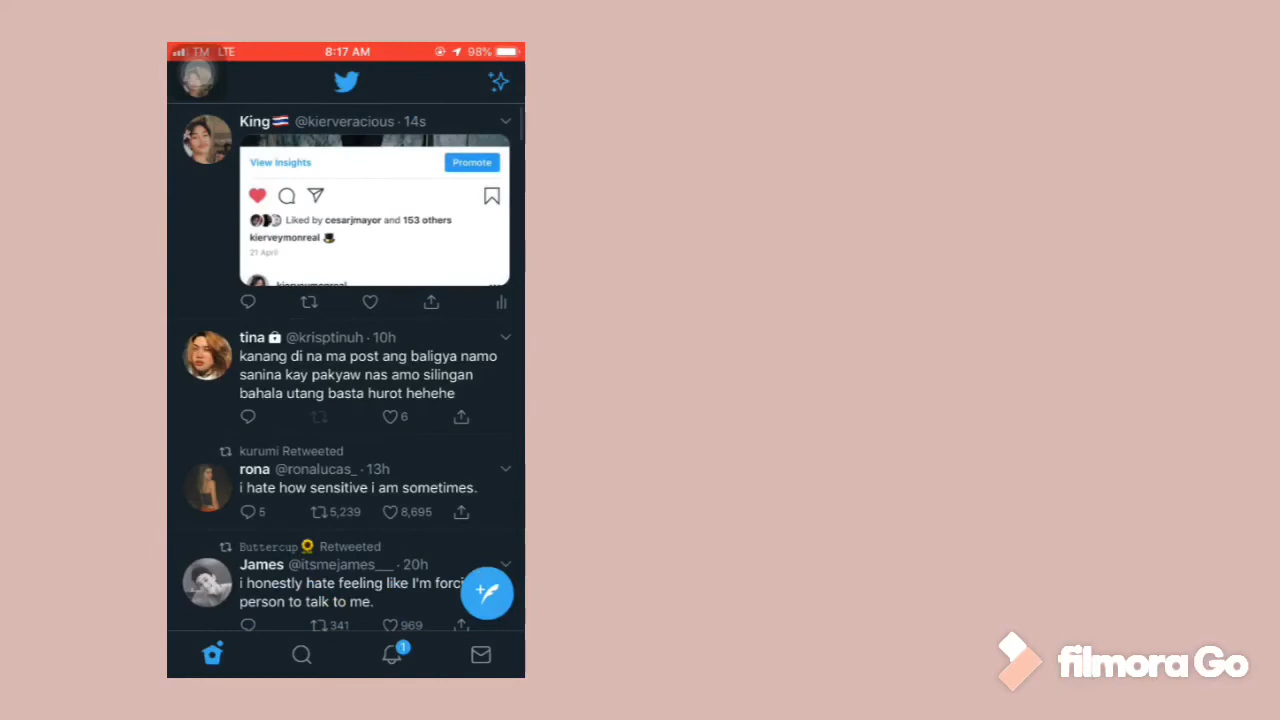 TM LTE 8:17 AM 98%
King @kierveracious · 14s
View Insights Promote
Liked by cesarjmayor and 153 others
kierveymonreal
21 April
kierveymonreal
tina @krisptinuh · 10h
kanang di na ma post ang baligya namo
sanina kay pakyaw nas amo silingan
bahala utang basta hurot hehehe
6
kurumi Retweeted
rona @ronalucas_ · 13h
i hate how sensitive i am sometimes.
5 5,239 8,695
Buttercup Retweeted
James @itsmejames___ · 20h
i honestly hate feeling like I'm forci
person to talk to me.
341 969
1
filmora Go